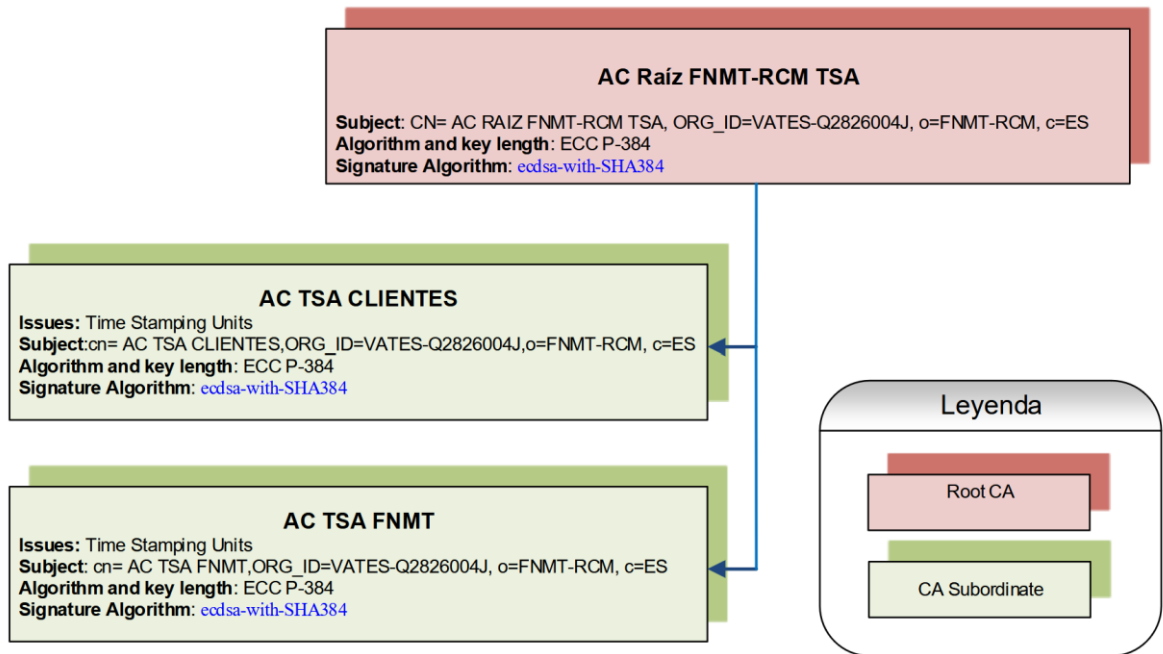 AC Raíz FNMT-RCM TSA
Subject: CN= AC RAIZ FNMT-RCM TSA, ORG_ID=VATES-Q2826004J, o=FNMT-RCM, c=ES
Algorithm and key length: ECC P-384
Signature Algorithm: ecdsa-with-SHA384
AC TSA CLIENTES
Issues: Time Stamping Units
Subject:cn= AC TSA CLIENTES,ORG_ID=VATES-Q2826004J,o=FNMT-RCM, c=ES
Algorithm and key length: ECC P-384
Signature Algorithm: ecdsa-with-SHA384
AC TSA FNMT
Issues: Time Stamping Units
Subject: cn= AC TSA FNMT,ORG_ID=VATES-Q2826004J, o=FNMT-RCM, c=ES
Algorithm and key length: ECC P-384
Signature Algorithm: ecdsa-with-SHA384
Leyenda
Root CA
CA Subordinate